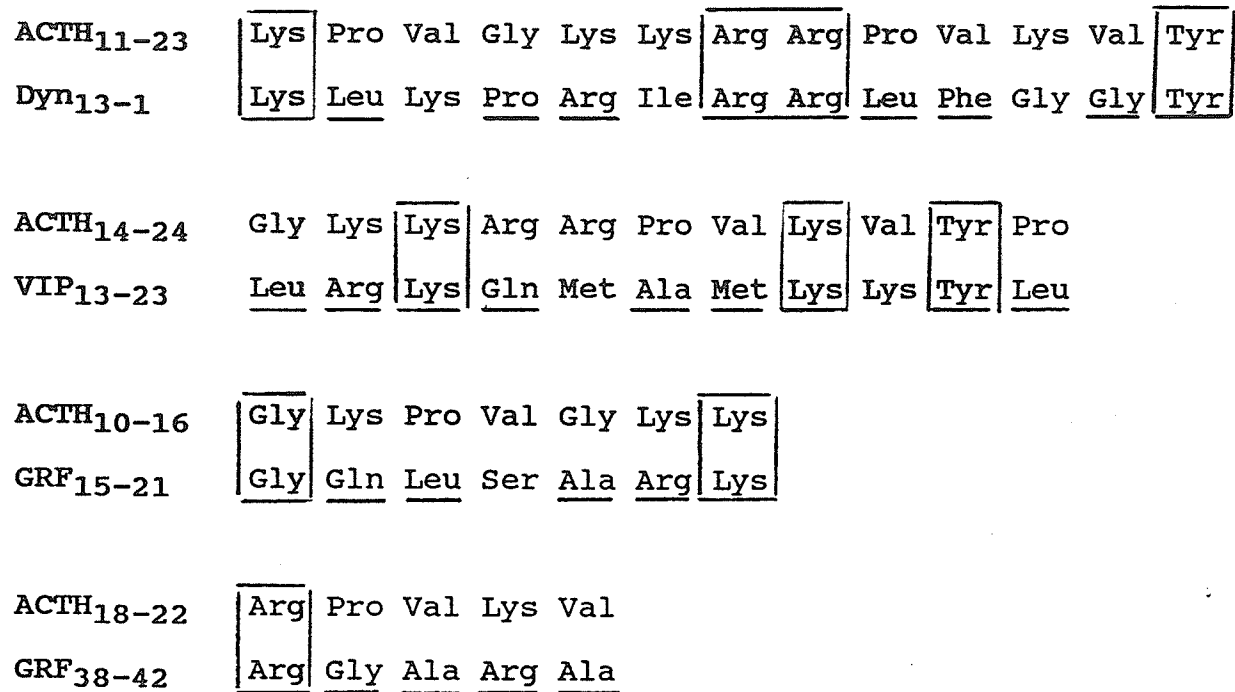 ACTH11-23 Lys Pro Val Gly Lys Lys Arg Arg Pro Val Lys Val Tyr
Dyn13-1 Lys Leu Lys Pro Arg Ile Arg Arg Leu Phe Gly Gly Tyr
ACTH14-24 Gly Lys Lys Arg Arg Pro Val Lys Val Tyr Pro
VIP13-23 Leu Arg Lys Gln Met Ala Met Lys Lys Tyr Leu
ACTH10-16 Gly Lys Pro Val Gly Lys Lys
GRF15-21 Gly Gln Leu Ser Ala Arg Lys
ACTH18-22 Arg Pro Val Lys Val
GRF38-42 Arg Gly Ala Arg Ala